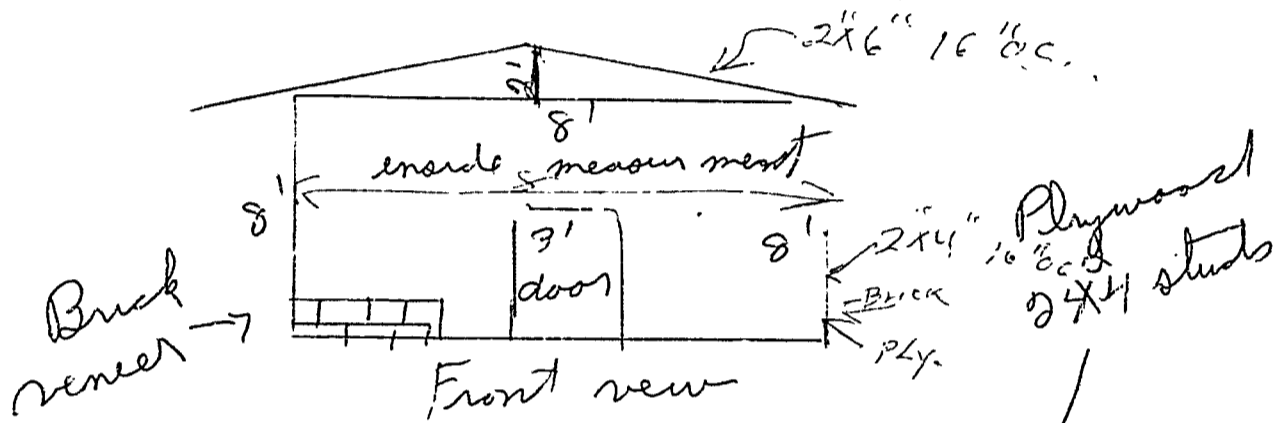 2"x6" 16"o.c.
2'
8'
inside measurment
8'
3'
door
8'
2"x4" 16"o.c.
Plywood
2x4 studs
Brick
Ply.
Brick
veneer
Front view